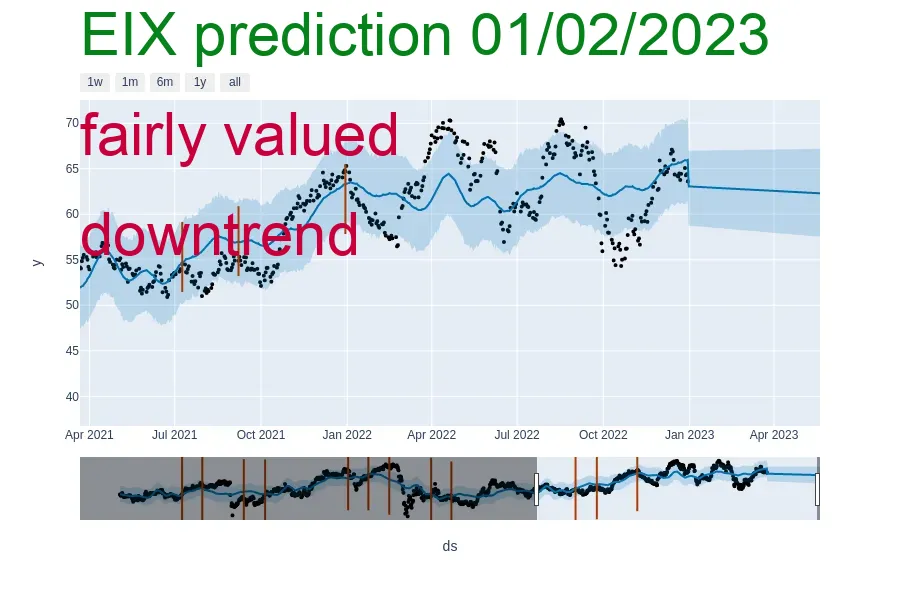 EIX prediction 01/02/2023
1w 1m 6m 1y all
fairly valued
downtrend
70
65
60
55
50
45
40
y
Apr 2021 Jul 2021 Oct 2021 Jan 2022 Apr 2022 Jul 2022 Oct 2022 Jan 2023 Apr 2023
ds